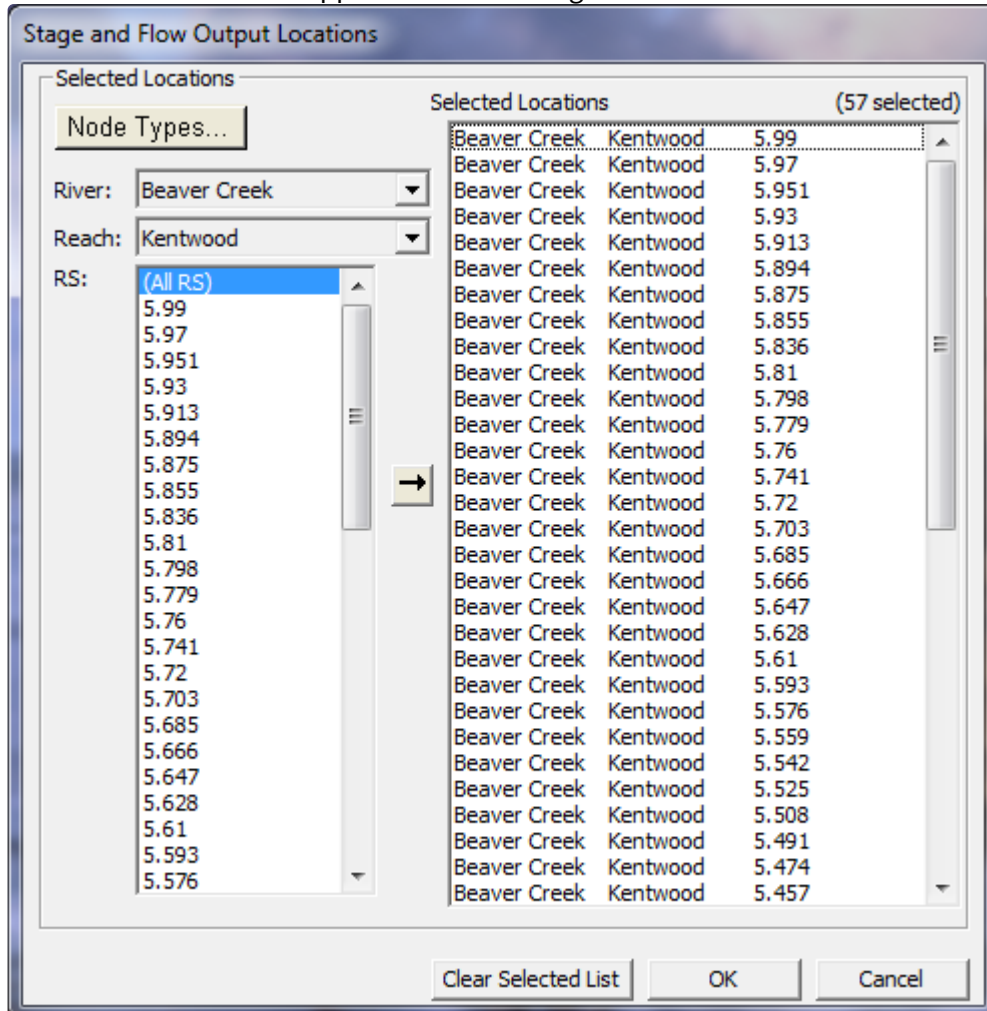 Stage and Flow Output Locations
Selected Locations
Node Types...
River: Beaver Creek
Reach: Kentwood
RS: (All RS)
5.99
5.97
5.951
5.93
5.913
5.894
5.875
5.855
5.836
5.81
5.798
5.779
5.76
5.741
5.72
5.703
5.685
5.666
5.647
5.628
5.61
5.593
5.576
Selected Locations (57 selected)
Beaver Creek Kentwood 5.99
Beaver Creek Kentwood 5.97
Beaver Creek Kentwood 5.951
Beaver Creek Kentwood 5.93
Beaver Creek Kentwood 5.913
Beaver Creek Kentwood 5.894
Beaver Creek Kentwood 5.875
Beaver Creek Kentwood 5.855
Beaver Creek Kentwood 5.836
Beaver Creek Kentwood 5.81
Beaver Creek Kentwood 5.798
Beaver Creek Kentwood 5.779
Beaver Creek Kentwood 5.76
Beaver Creek Kentwood 5.741
Beaver Creek Kentwood 5.72
Beaver Creek Kentwood 5.703
Beaver Creek Kentwood 5.685
Beaver Creek Kentwood 5.666
Beaver Creek Kentwood 5.647
Beaver Creek Kentwood 5.628
Beaver Creek Kentwood 5.61
Beaver Creek Kentwood 5.593
Beaver Creek Kentwood 5.576
Beaver Creek Kentwood 5.559
Beaver Creek Kentwood 5.542
Beaver Creek Kentwood 5.525
Beaver Creek Kentwood 5.508
Beaver Creek Kentwood 5.491
Beaver Creek Kentwood 5.474
Beaver Creek Kentwood 5.457
Clear Selected List OK Cancel